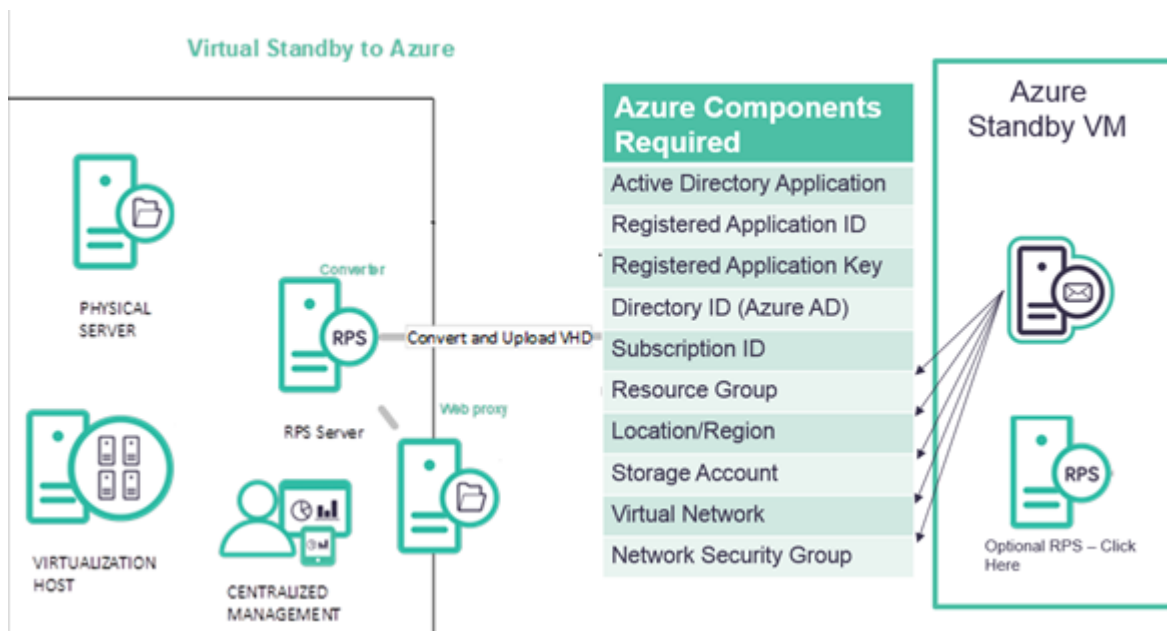 Virtual Standby to Azure
PHYSICAL
SERVER
Converter
RPS
Convert and Upload VHD
RPS Server
Web proxy
VIRTUALIZATION
HOST
CENTRALIZED
MANAGEMENT
Azure Components
Required
Active Directory Application
Registered Application ID
Registered Application Key
Directory ID (Azure AD)
Subscription ID
Resource Group
Location/Region
Storage Account
Virtual Network
Network Security Group
Azure
Standby VM
RPS
Optional RPS – Click
Here